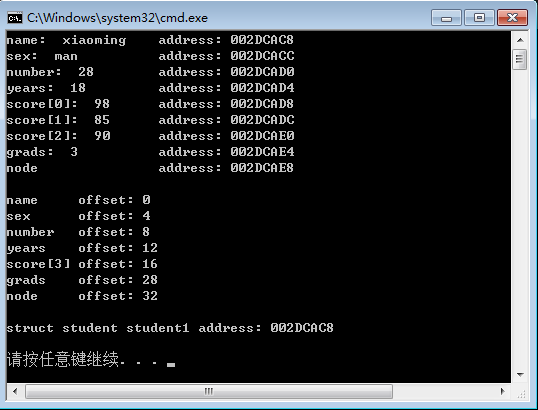 C:\Windows\system32\cmd.exe
name:  xiaoming    address: 002DCAC8
sex:  man          address: 002DCACC
number:  28        address: 002DCAD0
years:  18         address: 002DCAD4
score[0]:  98      address: 002DCAD8
score[1]:  85      address: 002DCADC
score[2]:  90      address: 002DCAE0
grads:  3          address: 002DCAE4
node               address: 002DCAE8
name     offset: 0
sex      offset: 4
number   offset: 8
years    offset: 12
score[3] offset: 16
grads    offset: 28
node     offset: 32
struct student student1 address: 002DCAC8
请按任意键继续. . .